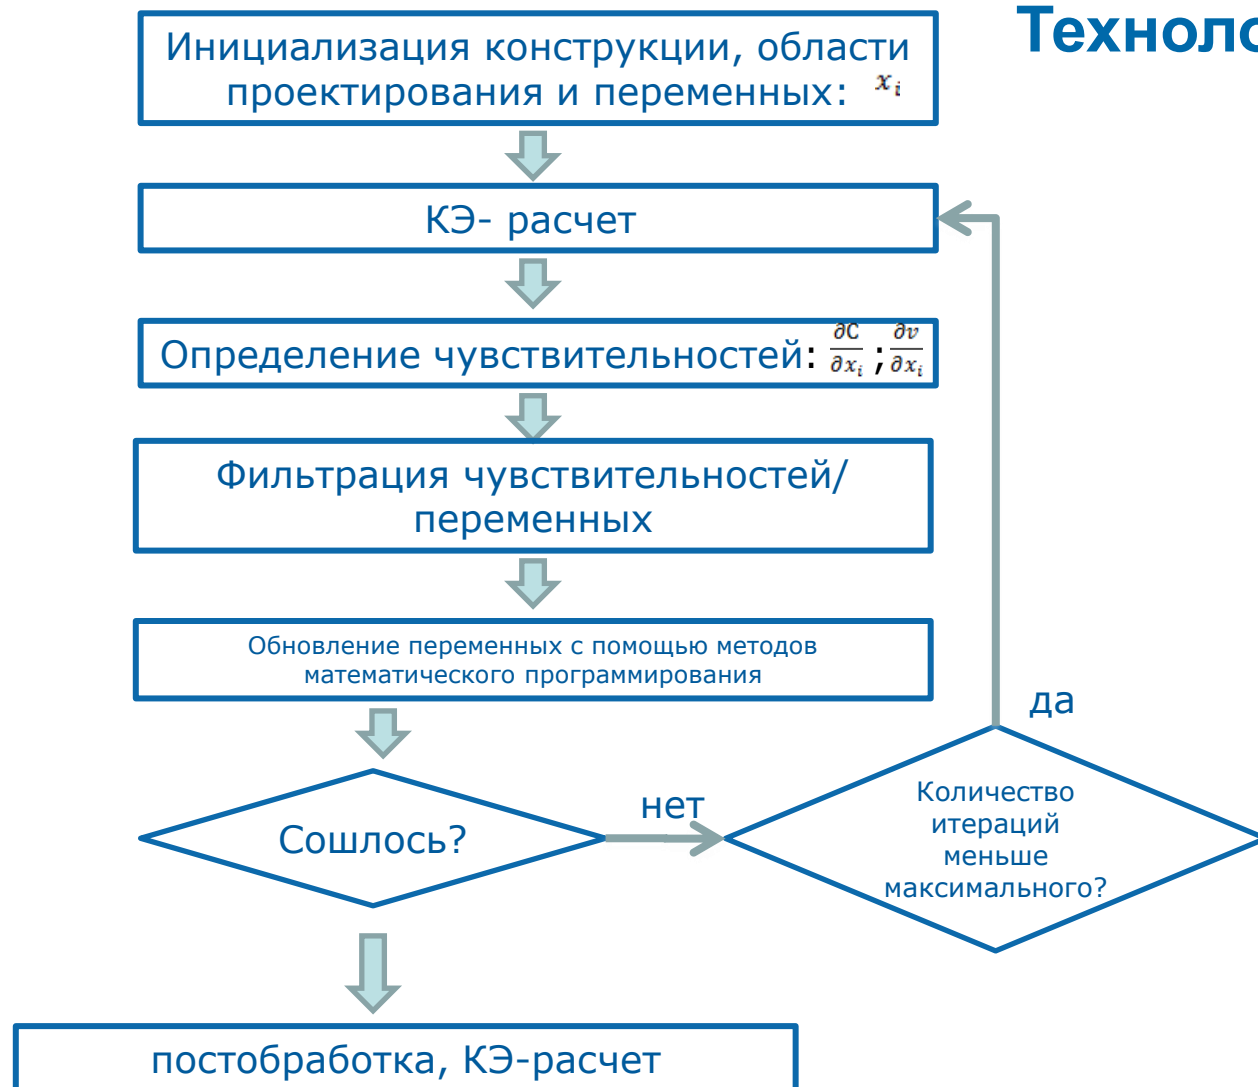 Техноло
Инициализация конструкции, области
проектирования и переменных: xᵢ
КЭ- расчет
Определение чувствительностей: ∂C/∂xᵢ ; ∂v/∂xᵢ
Фильтрация чувствительностей/
переменных
Обновление переменных с помощью методов
математического программирования
да
нет
Сошлось?
Количество
итераций
меньше
максимального?
постобработка, КЭ-расчет